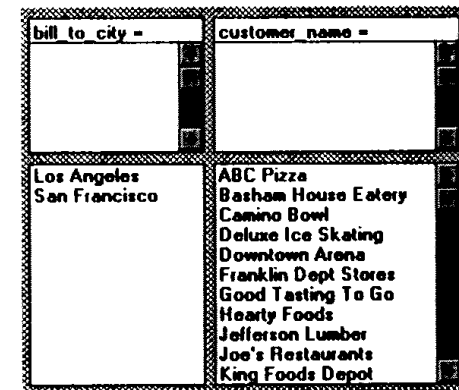 bill_to_city =
customer_name =
Los Angeles
San Francisco
ABC Pizza
Basham House Eatery
Camino Bowl
Deluxe Ice Skating
Downtown Arena
Franklin Dept Stores
Good Tasting To Go
Hearty Foods
Jefferson Lumber
Joe's Restaurants
King Foods Depot